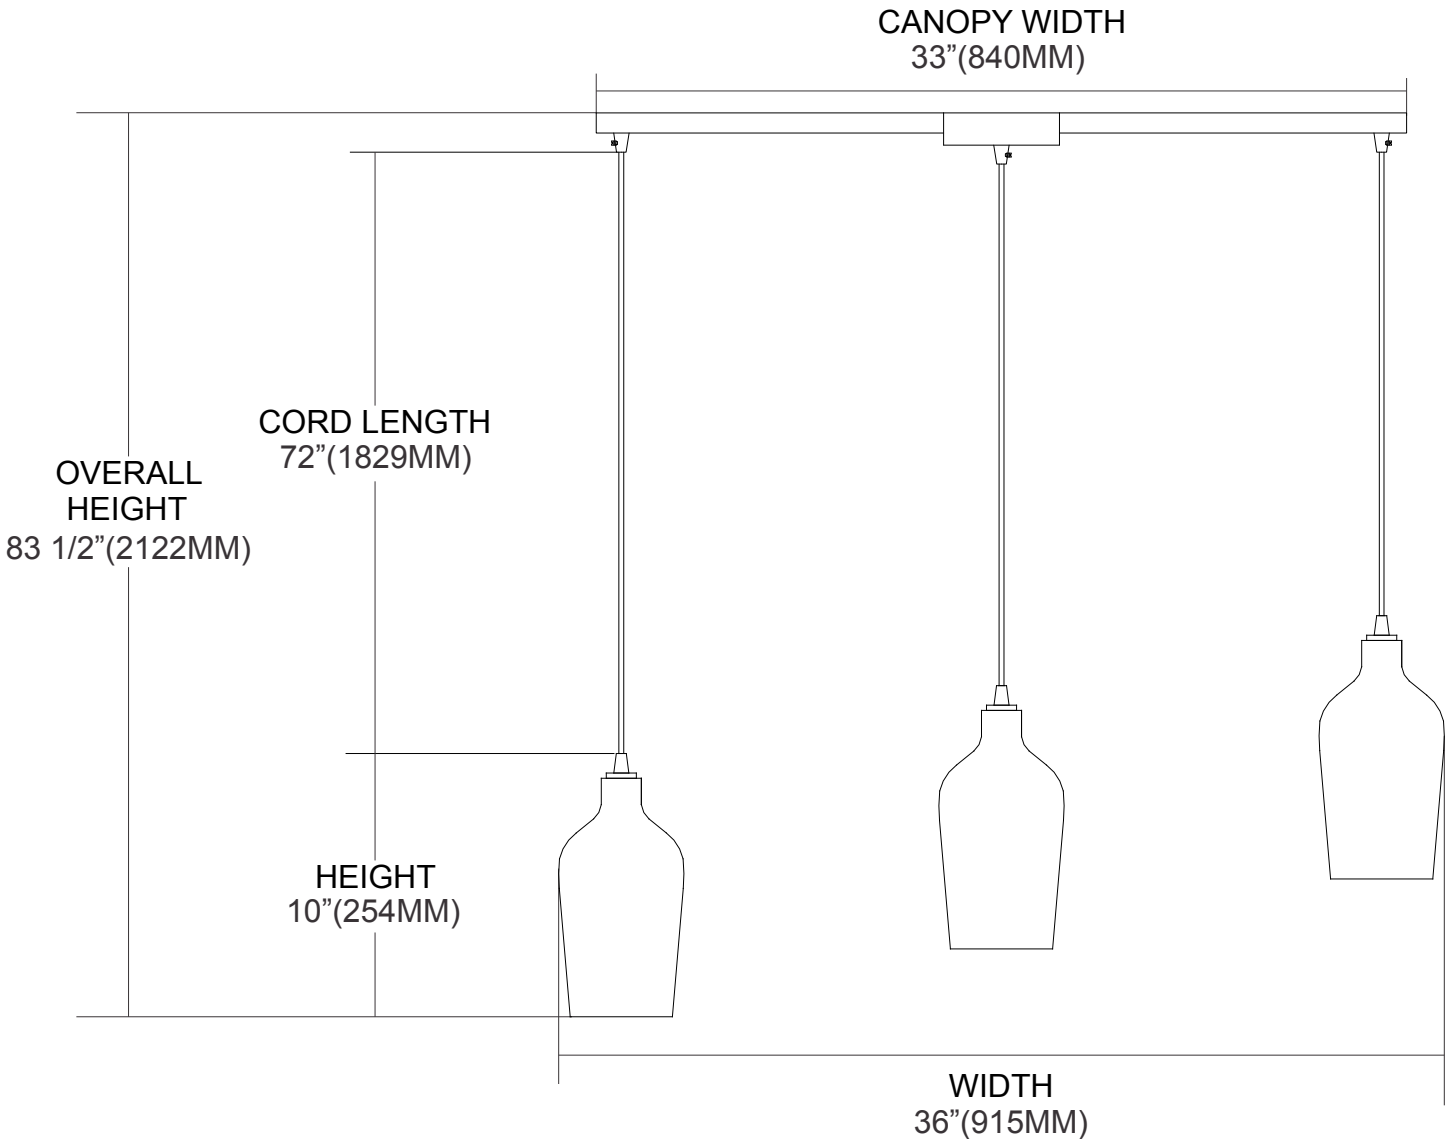 CANOPY WIDTH
33”(840MM)
CORD LENGTH
72”(1829MM)
OVERALL
HEIGHT
83 1/2”(2122MM)
HEIGHT
10”(254MM)
WIDTH
36”(915MM)